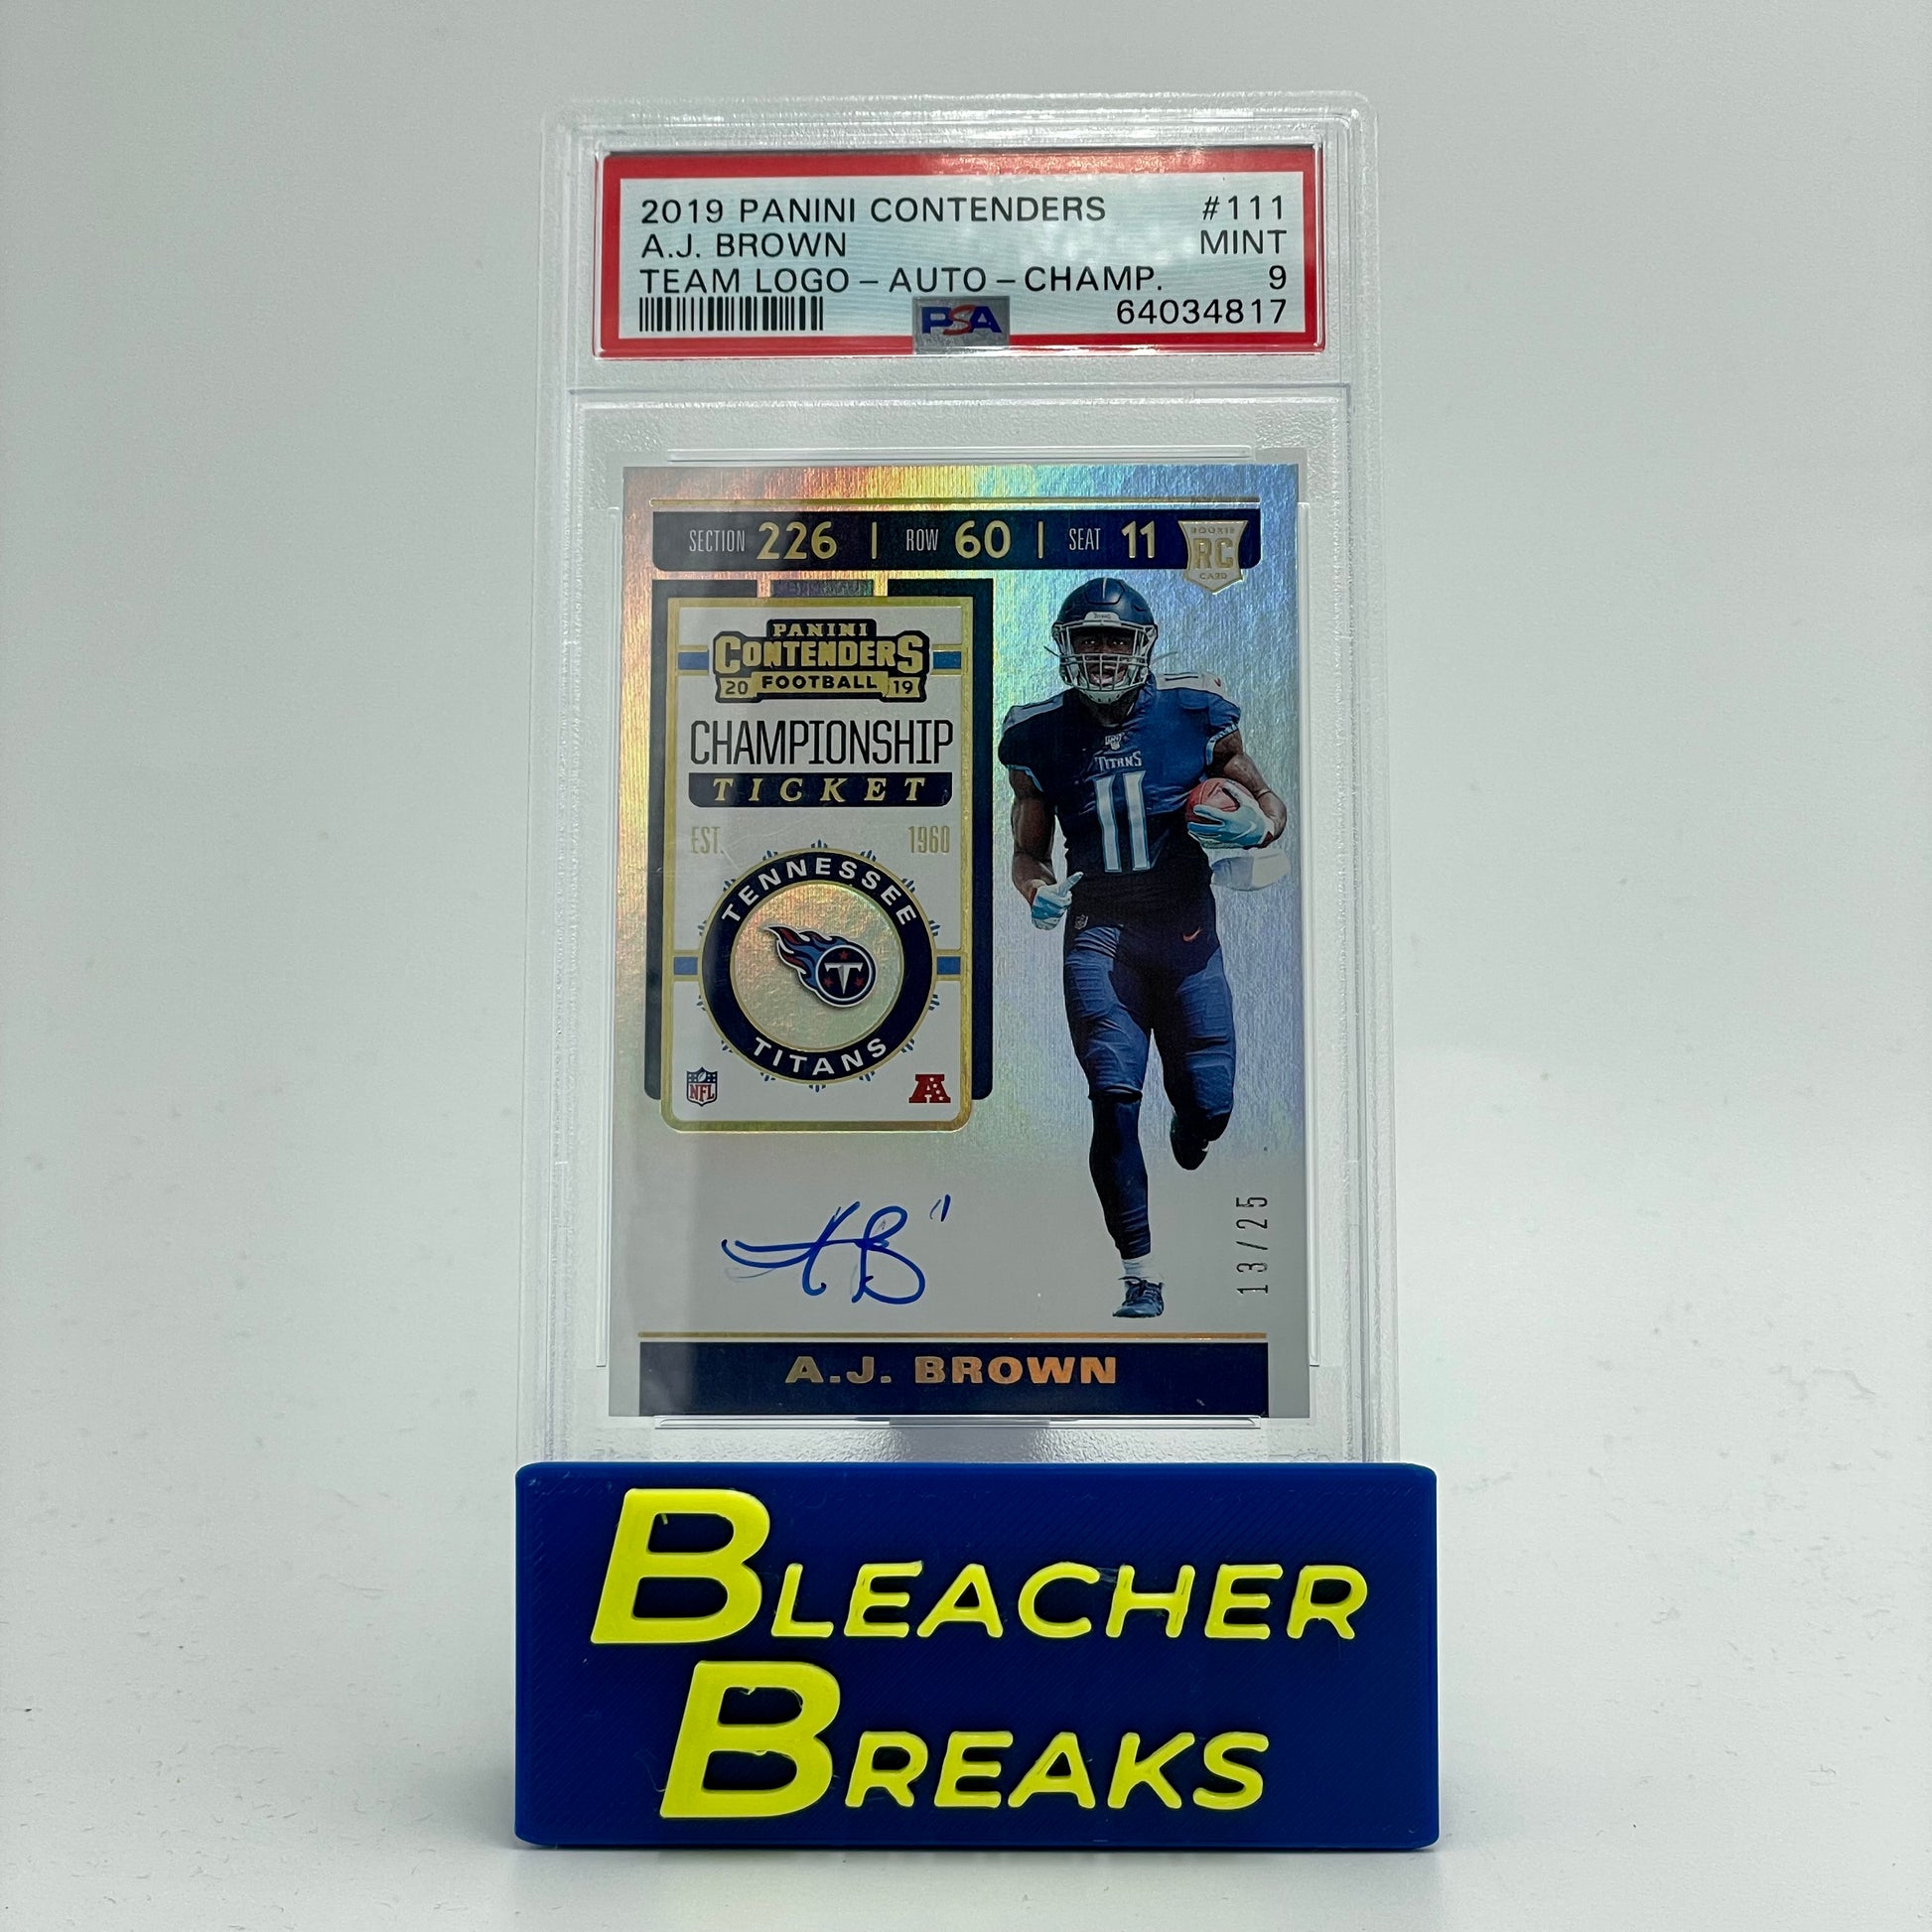 2019 PANINI CONTENDERS #111
A.J. BROWN MINT
TEAM LOGO – AUTO – CHAMP. 9
PSA 64034817
SECTION 226 | ROW 60 | SEAT 11
ROOKIE
RC
CARD
PANINI
CONTENDERS
20 FOOTBALL 19
CHAMPIONSHIP
TICKET
EST. 1960
TENNESSEE
T
TITANS
NFL
A
TITANS
11
13/25
A.J. BROWN
BLEACHER
BREAKS